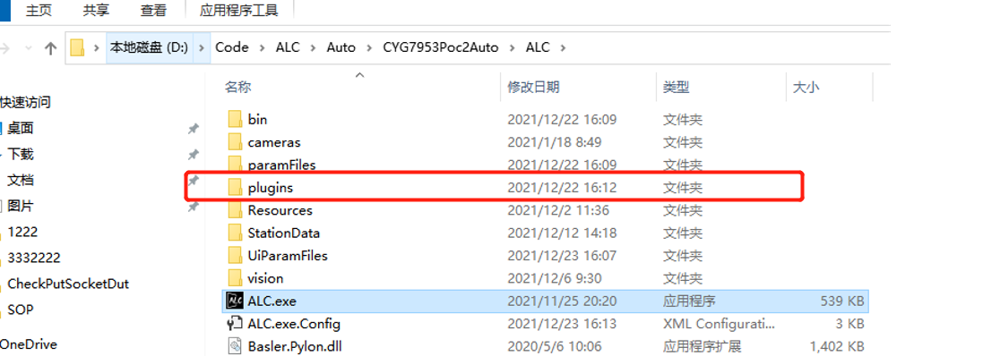 主页 共享 查看 应用程序工具
本地磁盘 (D:) › Code › ALC › Auto › CYG7953Poc2Auto › ALC ›
名称 修改日期 类型 大小
快速访问
桌面
下载
文档
图片
1222
3332222
CheckPutSocketDut
SOP
OneDrive
bin 2021/12/22 16:09 文件夹
cameras 2021/1/18 8:49 文件夹
paramFiles 2021/12/22 16:09 文件夹
plugins 2021/12/22 16:12 文件夹
Resources 2021/12/2 11:36 文件夹
StationData 2021/12/12 14:18 文件夹
UiParamFiles 2021/12/23 16:07 文件夹
vision 2021/12/6 9:30 文件夹
ALC.exe 2021/11/25 20:20 应用程序 539 KB
ALC.exe.Config 2021/12/23 16:13 XML Configurati... 3 KB
Basler.Pylon.dll 2020/5/6 10:06 应用程序扩展 1,402 KB